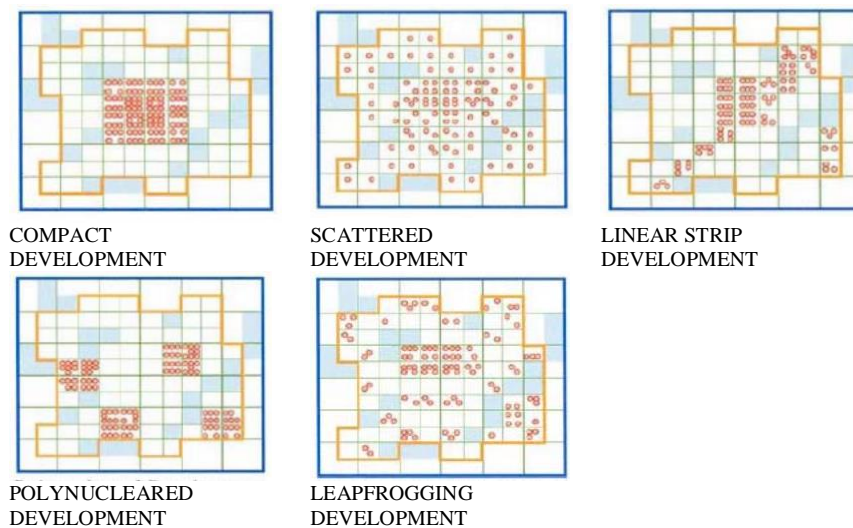 COMPACT
DEVELOPMENT
SCATTERED
DEVELOPMENT
LINEAR STRIP
DEVELOPMENT
POLYNUCLEARED
DEVELOPMENT
LEAPFROGGING
DEVELOPMENT